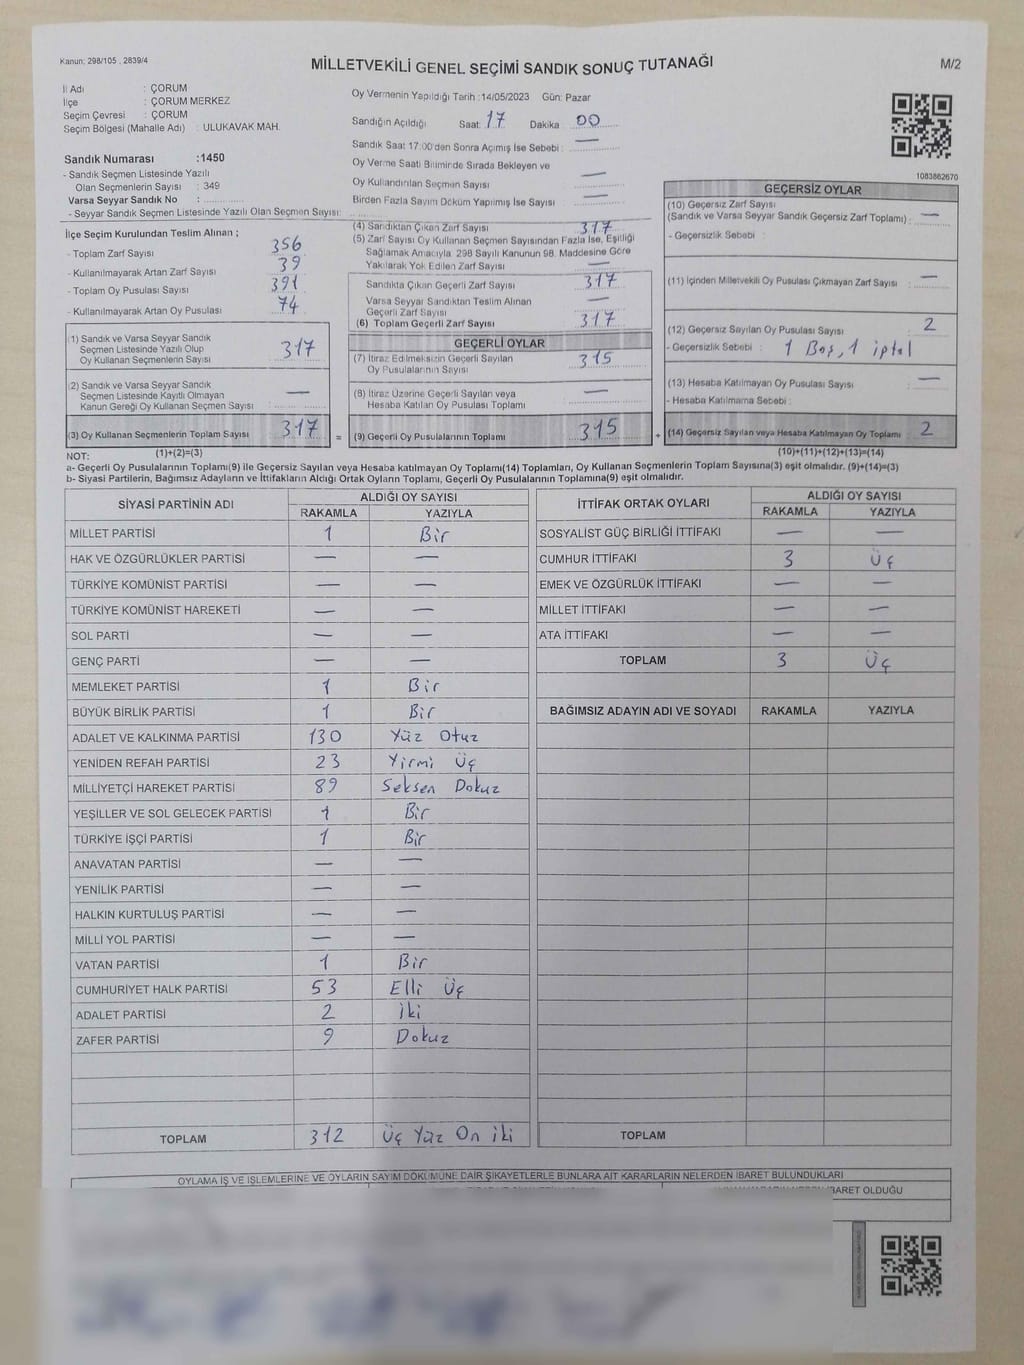 Kanun: 298/105 , 2839/4
MİLLETVEKİLİ GENEL SEÇİMİ SANDIK SONUÇ TUTANAĞI
M/2
İl Adı : ÇORUM
İlçe : ÇORUM MERKEZ
Seçim Çevresi : ÇORUM
Seçim Bölgesi (Mahalle Adı) : ULUKAVAK MAH.
Oy Vermenin Yapıldığı Tarih :14/05/2023 Gün: Pazar
Sandığın Açıldığı Saat: 17 Dakika 00
Sandık Saat 17:00'den Sonra Açımış İse Sebebi : —
Oy Verme Saati Bitiminde Sırada Bekleyen ve
Oy Kullandırılan Seçmen Sayısı —
Birden Fazla Sayım Döküm Yapılmış İse Sayısı —
Sandık Numarası :1450
- Sandık Seçmen Listesinde Yazılı
Olan Seçmenlerin Sayısı : 349
Varsa Seyyar Sandık No :
- Seyyar Sandık Seçmen Listesinde Yazılı Olan Seçmen Sayısı:
1083862670
İlçe Seçim Kurulundan Teslim Alınan ;
- Toplam Zarf Sayısı 356
- Kullanılmayarak Artan Zarf Sayısı 39
- Toplam Oy Pusulası Sayısı 391
- Kullanılmayarak Artan Oy Pusulası 74
(1) Sandık ve Varsa Seyyar Sandık
Seçmen Listesinde Yazılı Olup
Oy Kullanan Seçmenlerin Sayısı 317
(2) Sandık ve Varsa Seyyar Sandık
Seçmen Listesinde Kayıtlı Olmayan
Kanun Gereği Oy Kullanan Seçmen Sayısı : —
(3) Oy Kullanan Seçmenlerin Toplam Sayısı 317
(4) Sandıktan Çıkan Zarf Sayısı 317
(5) Zarf Sayısı Oy Kullanan Seçmen Sayısından Fazla İse, Eşitliği
Sağlamak Amacıyla 298 Sayılı Kanunun 98. Maddesine Göre
Yakılarak Yok Edilen Zarf Sayısı —
Sandıkta Çıkan Geçerli Zarf Sayısı 317
Varsa Seyyar Sandıktan Teslim Alınan
Geçerli Zarf Sayısı —
(6) Toplam Geçerli Zarf Sayısı 317
GEÇERLİ OYLAR
(7) İtiraz Edilmeksizin Geçerli Sayılan
Oy Pusulalarının Sayısı 315
(8) İtiraz Üzerine Geçerli Sayılan veya
Hesaba Katılan Oy Pusulası Toplamı —
= (9) Geçerli Oy Pusulalarının Toplamı 315 +
GEÇERSİZ OYLAR
(10) Geçersiz Zarf Sayısı
(Sandık ve Varsa Seyyar Sandık Geçersiz Zarf Toplamı) : —
- Geçersizlik Sebebi :
(11) İçinden Milletvekili Oy Pusulası Çıkmayan Zarf Sayısı : —
(12) Geçersiz Sayılan Oy Pusulası Sayısı 2
- Geçersizlik Sebebi : 1 Boş, 1 iptal
(13) Hesaba Katılmayan Oy Pusulası Sayısı —
- Hesaba Katılmama Sebebi :
(14) Geçersiz Sayılan veya Hesaba Katılmayan Oy Toplamı 2
NOT: (1)+(2)=(3) (10)+(11)+(12)+(13)=(14)
a- Geçerli Oy Pusulalarının Toplamı(9) ile Geçersiz Sayılan veya Hesaba katılmayan Oy Toplamı(14) Toplamları, Oy Kullanan Seçmenlerin Toplam Sayısına(3) eşit olmalıdır. (9)+(14)=(3)
b- Siyasi Partilerin, Bağımsız Adayların ve İttifakların Aldığı Ortak Oyların Toplamı, Geçerli Oy Pusulalarının Toplamına(9) eşit olmalıdır.
SİYASİ PARTİNİN ADI ALDIĞI OY SAYISI
RAKAMLA YAZIYLA
MİLLET PARTİSİ 1 Bir
HAK VE ÖZGÜRLÜKLER PARTİSİ — —
TÜRKİYE KOMÜNİST PARTİSİ — —
TÜRKİYE KOMÜNİST HAREKETİ — —
SOL PARTİ — —
GENÇ PARTİ — —
MEMLEKET PARTİSİ 1 Bir
BÜYÜK BİRLİK PARTİSİ 1 Bir
ADALET VE KALKINMA PARTİSİ 130 Yüz Otuz
YENİDEN REFAH PARTİSİ 23 Yirmi Üç
MİLLİYETÇİ HAREKET PARTİSİ 89 Seksen Dokuz
YEŞİLLER VE SOL GELECEK PARTİSİ 1 Bir
TÜRKİYE İŞÇİ PARTİSİ 1 Bir
ANAVATAN PARTİSİ — —
YENİLİK PARTİSİ — —
HALKIN KURTULUŞ PARTİSİ — —
MİLLİ YOL PARTİSİ — —
VATAN PARTİSİ 1 Bir
CUMHURİYET HALK PARTİSİ 53 Elli Üç
ADALET PARTİSİ 2 İki
ZAFER PARTİSİ 9 Dokuz
TOPLAM 312 Üç Yüz On iki
İTTİFAK ORTAK OYLARI ALDIĞI OY SAYISI
RAKAMLA YAZIYLA
SOSYALİST GÜÇ BİRLİĞİ İTTİFAKI — —
CUMHUR İTTİFAKI 3 Üç
EMEK VE ÖZGÜRLÜK İTTİFAKI — —
MİLLET İTTİFAKI — —
ATA İTTİFAKI — —
TOPLAM 3 Üç
BAĞIMSIZ ADAYIN ADI VE SOYADI RAKAMLA YAZIYLA
TOPLAM
OYLAMA İŞ VE İŞLEMLERİNE VE OYLARIN SAYIM DÖKÜMÜNE DAİR ŞİKAYETLERLE BUNLARA AİT KARARLARIN NELERDEN İBARET BULUNDUKLARI
BARET OLDUĞU